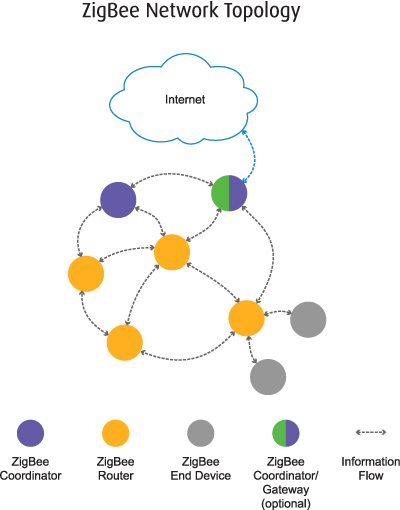 ZigBee Network Topology
Internet
ZigBee
Coordinator
ZigBee
Router
ZigBee
End Device
ZigBee
Coordinator/
Gateway
(optional)
Information
Flow